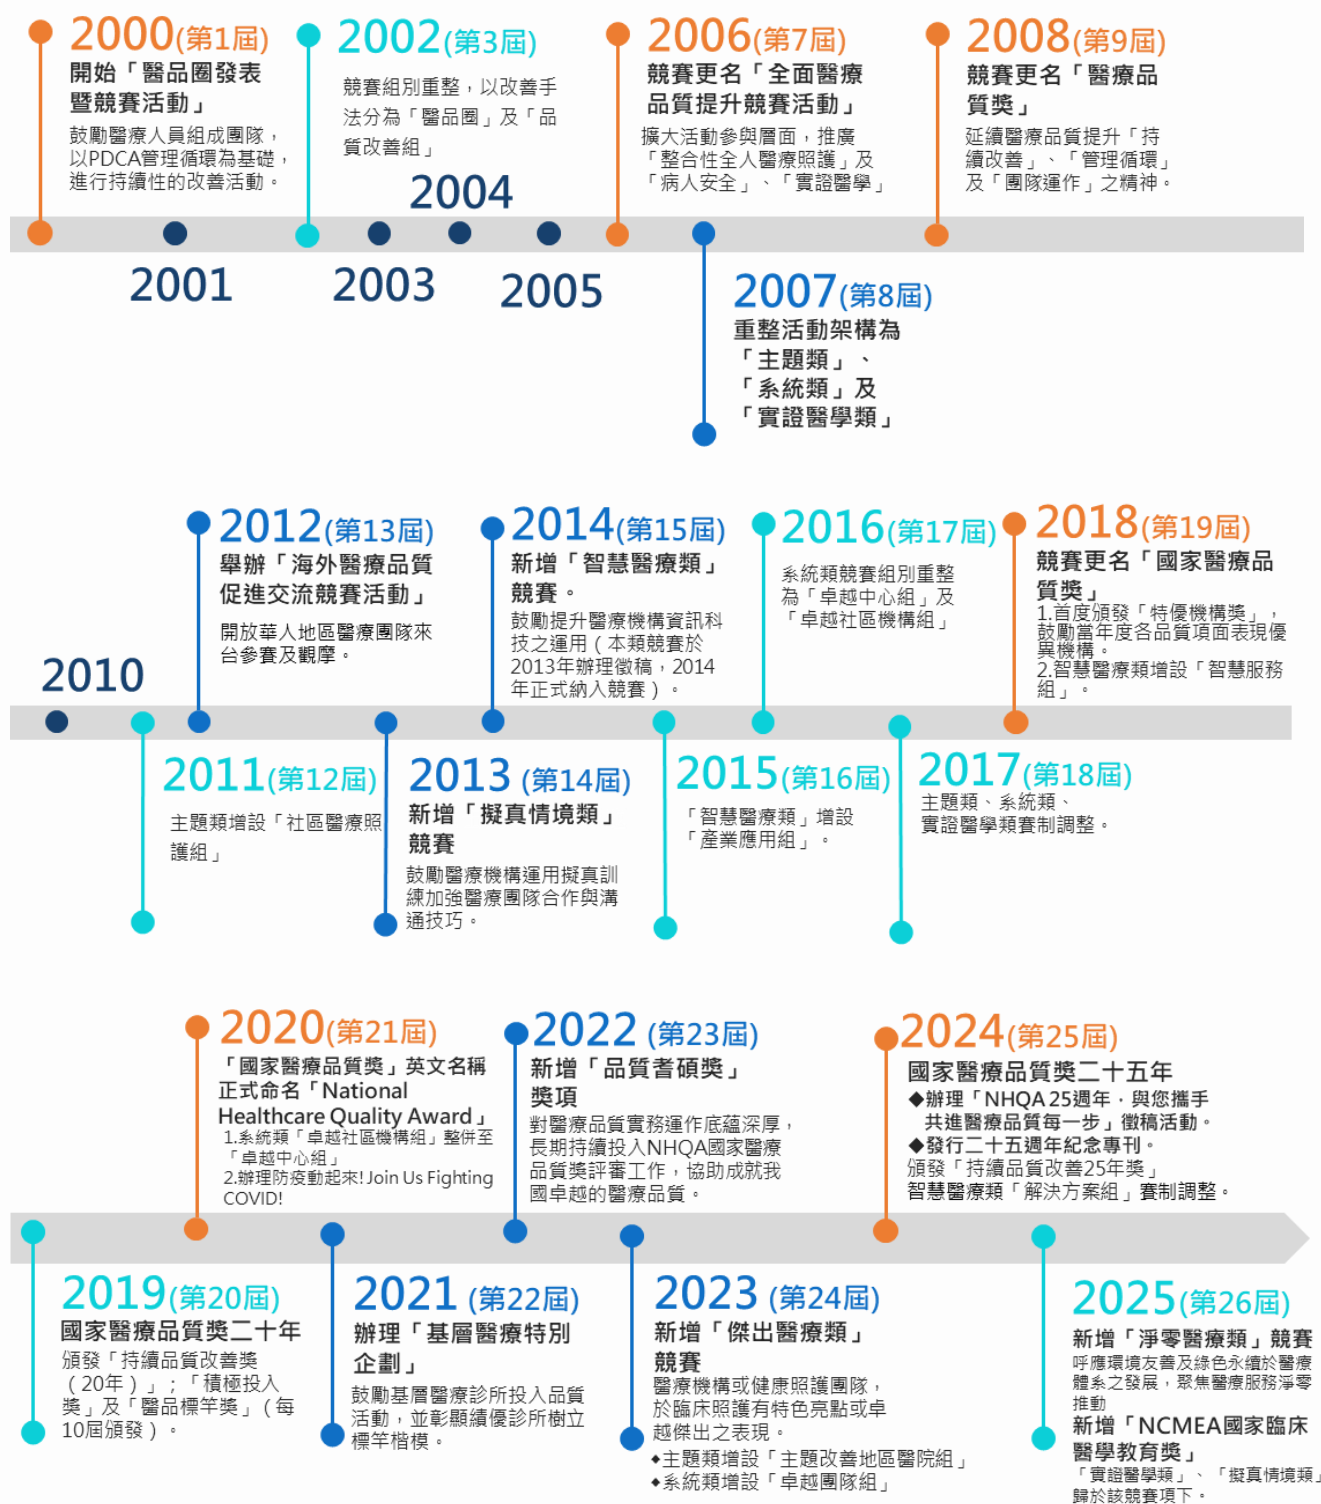 2000(第1屆)
開始「醫品圈發表
暨競賽活動」
鼓勵醫療人員組成團隊，
以PDCA管理循環為基礎，
進行持續性的改善活動。
2001
2002(第3屆)
競賽組別重整，以改善手
法分為「醫品圈」及「品
質改善組」
2003
2004
2005
2006(第7屆)
競賽更名「全面醫療
品質提升競賽活動」
擴大活動參與層面，推廣
「整合性全人醫療照護」及
「病人安全」、「實證醫學」
2007(第8屆)
重整活動架構為
「主題類」、
「系統類」及
「實證醫學類」
2008(第9屆)
競賽更名「醫療品
質獎」
延續醫療品質提升「持
續改善」、「管理循環」
及「團隊運作」之精神。
2010
2011(第12屆)
主題類增設「社區醫療照
護組」
2012(第13屆)
舉辦「海外醫療品質
促進交流競賽活動」
開放華人地區醫療團隊來
台參賽及觀摩。
2013 (第14屆)
新增「擬真情境類」
競賽
鼓勵醫療機構運用擬真訓
練加強醫療團隊合作與溝
通技巧。
2014(第15屆)
新增「智慧醫療類」
競賽。
鼓勵提升醫療機構資訊科
技之運用（本類競賽於
2013年辦理徵稿，2014
年正式納入競賽）。
2015(第16屆)
「智慧醫療類」增設
「產業應用組」。
2016(第17屆)
系統類競賽組別重整
為「卓越中心組」及
「卓越社區機構組」
2017(第18屆)
主題類、系統類、
實證醫學類賽制調整。
2018(第19屆)
競賽更名「國家醫療品
質獎」
1.首度頒發「特優機構獎」，
鼓勵當年度各品質項面表現優
異機構。
2.智慧醫療類增設「智慧服務
組」。
2019(第20屆)
國家醫療品質獎二十年
頒發「持續品質改善獎
（20年）」；「積極投入
獎」及「醫品標竿獎」（每
10屆頒發）。
2020(第21屆)
「國家醫療品質獎」英文名稱
正式命名「National
Healthcare Quality Award」
1.系統類「卓越社區機構組」整併至
「卓越中心組」
2.辦理防疫動起來! Join Us Fighting
COVID!
2021 (第22屆)
辦理「基層醫療特別
企劃」
鼓勵基層醫療診所投入品質
活動，並彰顯績優診所樹立
標竿楷模。
2022 (第23屆)
新增「品質耆碩獎」
獎項
對醫療品質實務運作底蘊深厚，
長期持續投入NHQA國家醫療
品質獎評審工作，協助成就我
國卓越的醫療品質。
2023 (第24屆)
新增「傑出醫療類」
競賽
醫療機構或健康照護團隊，
於臨床照護有特色亮點或卓
越傑出之表現。
◆主題類增設「主題改善地區醫院組」
◆系統類增設「卓越團隊組」
2024(第25屆)
國家醫療品質獎二十五年
◆辦理「NHQA 25週年．與您攜手
共進醫療品質每一步」徵稿活動。
◆發行二十五週年紀念專刊。
頒發「持續品質改善25年獎」
智慧醫療類「解決方案組」賽制調整。
2025(第26屆)
新增「淨零醫療類」競賽
呼應環境友善及綠色永續於醫療
體系之發展，聚焦醫療服務淨零
推動
新增「NCMEA國家臨床
醫學教育獎」
「實證醫學類」、「擬真情境類」
歸於該競賽項下。